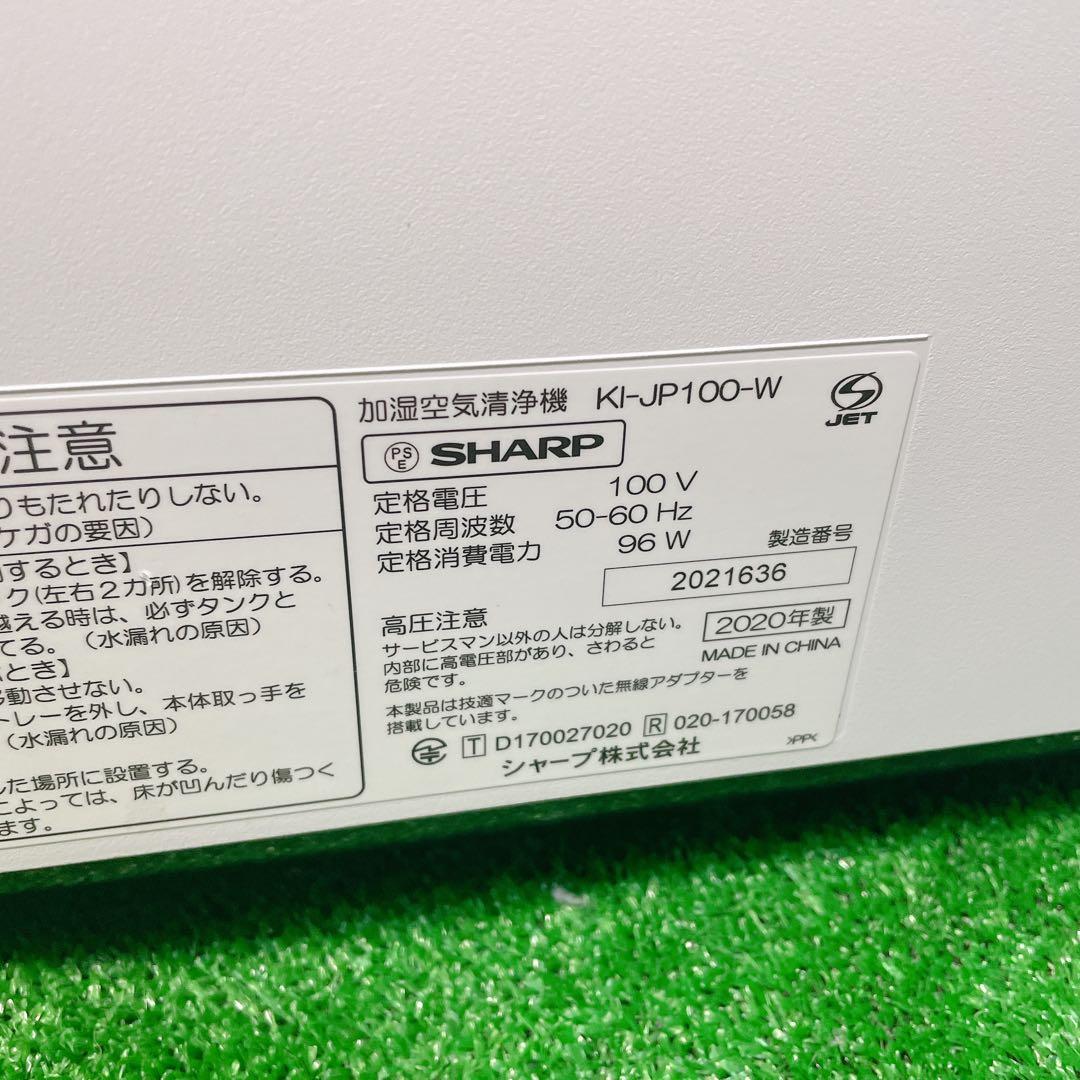 注意
りもたれたりしない。
ケガの要因）
するとき】
ク(左右２カ所)を解除する。
越える時は、必ずタンクと
てる。（水漏れの原因）
とき】
移動させない。
トレーを外し、本体取っ手を
（水漏れの原因）
した場所に設置する。
によっては、床が凹んだり傷つく
ます。
加湿空気清浄機 KI-JP100-W
JET
PSE SHARP
定格電圧 100 V
定格周波数 50-60 Hz
定格消費電力 96 W
製造番号
2021636
高圧注意
サービスマン以外の人は分解しない。
内部に高電圧部があり、さわると
危険です。
2020年製
MADE IN CHINA
本製品は技適マークのついた無線アダプターを
搭載しています。
T D170027020 R 020-170058
シャープ株式会社
>PP<